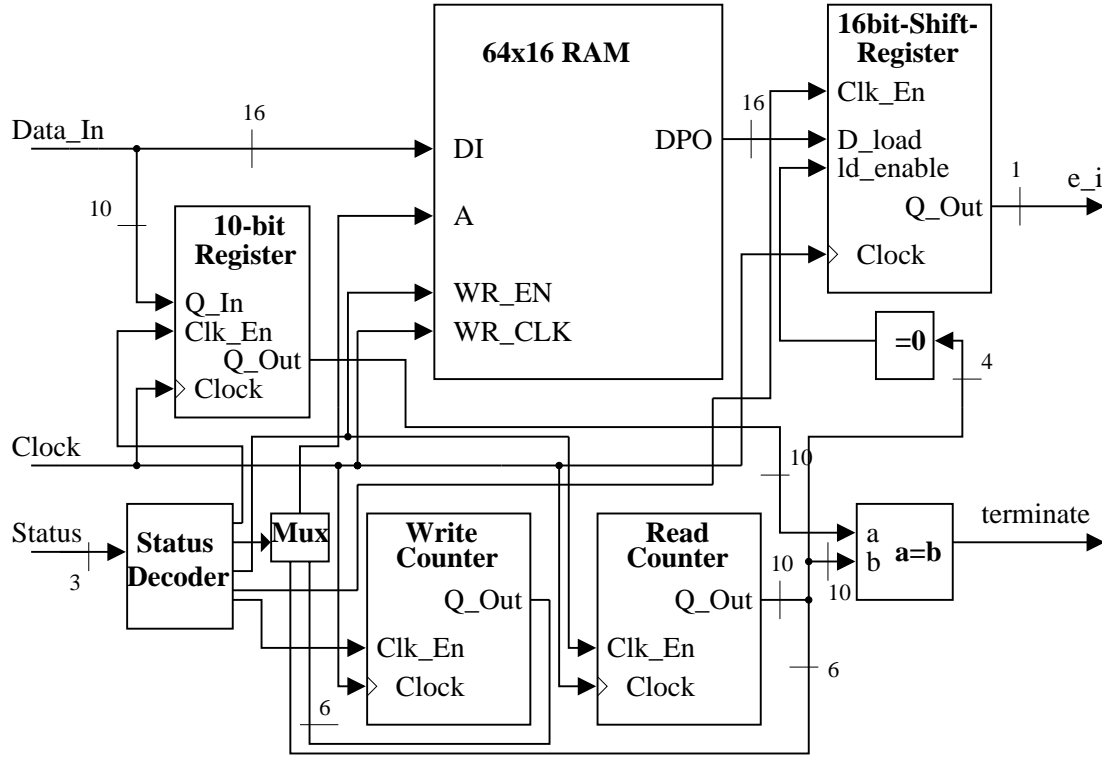 16bit-Shift-
Register
64x16 RAM
Clk_En
16
16
Data_In
DI
DPO
D_load
ld_enable
1
e_i
10
10-bit
Register
A
Q_Out
Clock
Q_In
WR_EN
Clk_En
WR_CLK
Q_Out
=0
4
Clock
Clock
10
Status
3
Status
Decoder
Mux
Write
Counter
Read
Counter
terminate
a
b
a=b
10
10
Q_Out
Q_Out
Clk_En
Clock
Clk_En
Clock
6
6